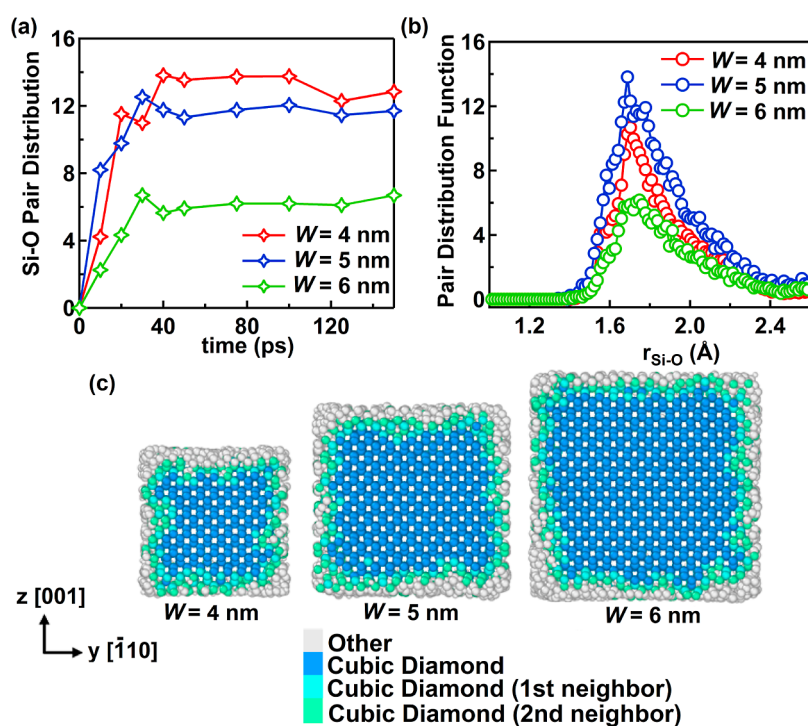 (a)
16
12
8
4
0
Si-O Pair Distribution
0 40 80 120
time (ps)
W = 4 nm
W = 5 nm
W = 6 nm
(b)
16
12
8
4
0
Pair Distribution Function
1.2 1.6 2.0 2.4
rSi-O (Å)
W = 4 nm
W = 5 nm
W = 6 nm
(c)
W = 4 nm
W = 5 nm
W = 6 nm
z [001]
y [1̄10]
Other
Cubic Diamond
Cubic Diamond (1st neighbor)
Cubic Diamond (2nd neighbor)